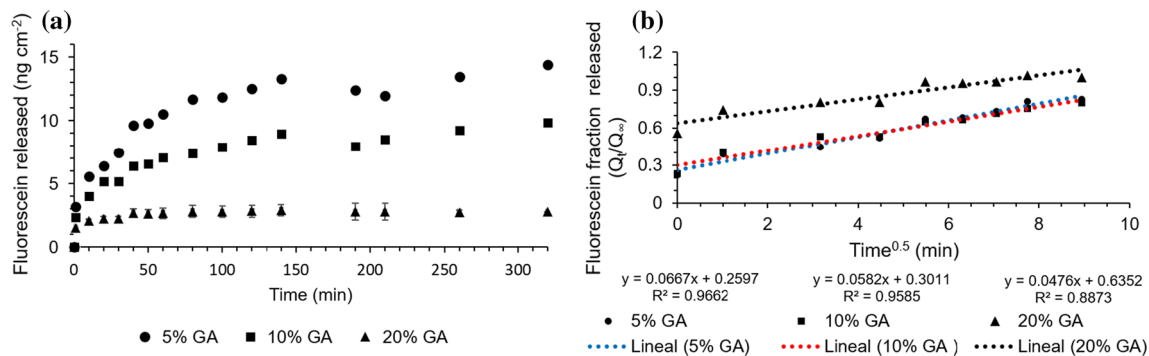 (a)
Fluorescein released (ng cm⁻²)
15
10
5
0
0 50 100 150 200 250 300
Time (min)
5% GA 10% GA 20% GA
(b)
Fluorescein fraction released
(Qt/Q∞)
1.2
0.9
0.6
0.3
0
0 2 4 6 8 10
Time⁰·⁵ (min)
y = 0.0667x + 0.2597 y = 0.0582x + 0.3011 y = 0.0476x + 0.6352
R² = 0.9662 R² = 0.9585 R² = 0.8873
5% GA 10% GA 20% GA
Lineal (5% GA) Lineal (10% GA ) Lineal (20% GA)